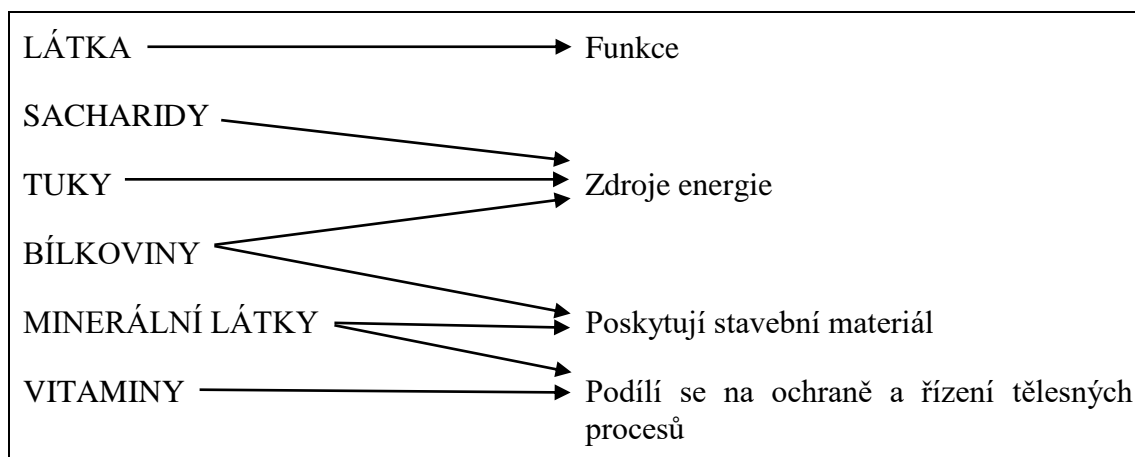 LÁTKA Funkce
SACHARIDY
TUKY Zdroje energie
BÍLKOVINY
MINERÁLNÍ LÁTKY Poskytují stavební materiál
VITAMINY Podílí se na ochraně a řízení tělesných
procesů